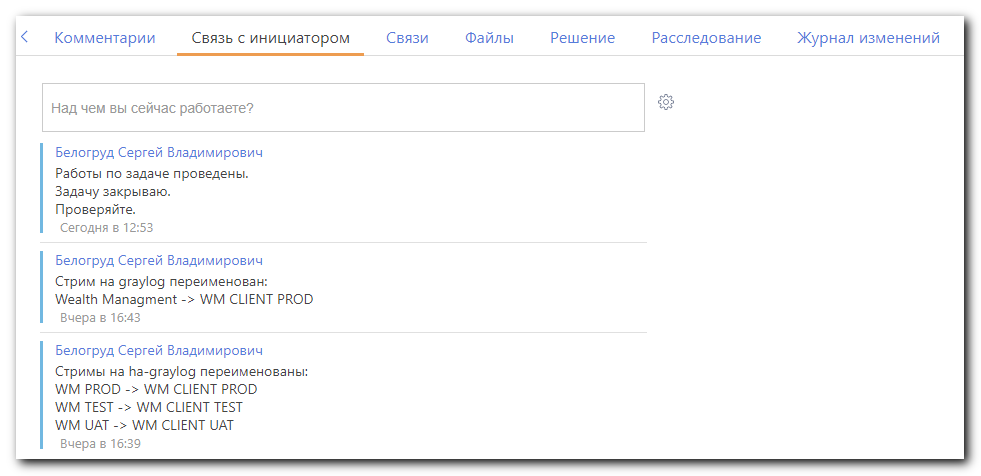 Комментарии Связь с инициатором Связи Файлы Решение Расследование Журнал изменений
Над чем вы сейчас работаете?
Белогруд Сергей Владимирович
Работы по задаче проведены.
Задачу закрываю.
Проверяйте.
Сегодня в 12:53
Белогруд Сергей Владимирович
Стрим на graylog переименован:
Wealth Managment -> WM CLIENT PROD
Вчера в 16:43
Белогруд Сергей Владимирович
Стримы на ha-graylog переименованы:
WM PROD -> WM CLIENT PROD
WM TEST -> WM CLIENT TEST
WM UAT -> WM CLIENT UAT
Вчера в 16:39